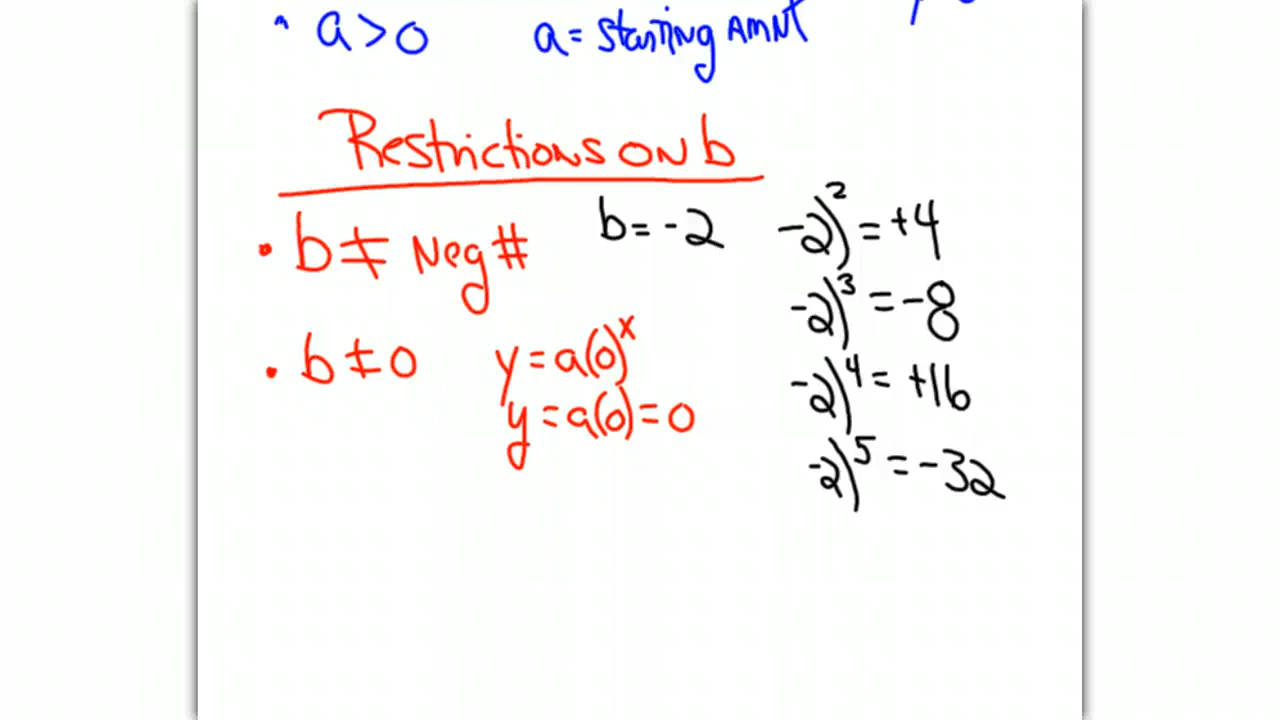 a > 0 a = starting AMNT
Restrictions on b
• b ≠ Neg # b = -2 -2)² = +4
-2)³ = -8
• b ≠ 0 y = a(0)ˣ -2)⁴ = +16
y = a(0) = 0
-2)⁵ = -32